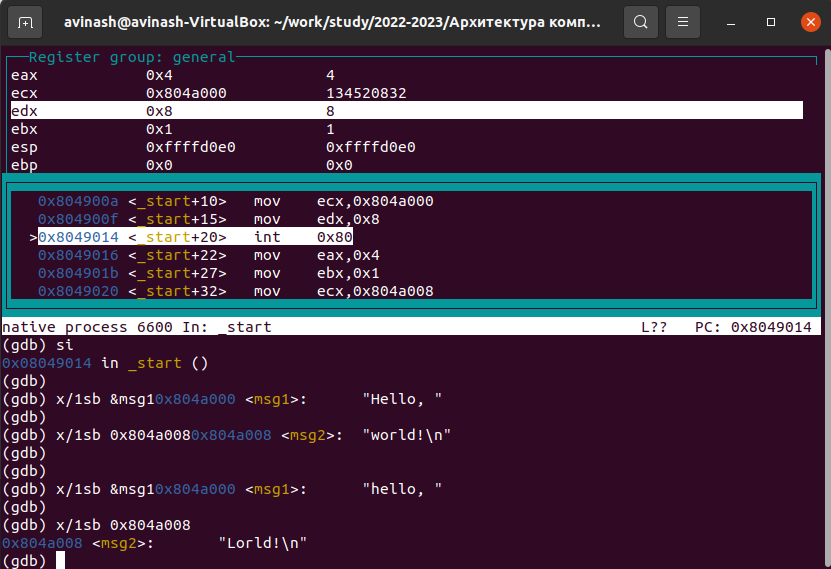 avinash@avinash-VirtualBox: ~/work/study/2022-2023/Архитектура комп...
Register group: general
eax 0x4 4
ecx 0x804a000 134520832
edx 0x8 8
ebx 0x1 1
esp 0xffffd0e0 0xffffd0e0
ebp 0x0 0x0
0x804900a <_start+10> mov ecx,0x804a000
0x804900f <_start+15> mov edx,0x8
>0x8049014 <_start+20> int 0x80
0x8049016 <_start+22> mov eax,0x4
0x804901b <_start+27> mov ebx,0x1
0x8049020 <_start+32> mov ecx,0x804a008
native process 6600 In: _start L?? PC: 0x8049014
(gdb) si
0x08049014 in _start ()
(gdb)
(gdb) x/1sb &msg10x804a000 <msg1>: "Hello, "
(gdb)
(gdb) x/1sb 0x804a0080x804a008 <msg2>: "world!\n"
(gdb)
(gdb)
(gdb) x/1sb &msg10x804a000 <msg1>: "hello, "
(gdb)
(gdb) x/1sb 0x804a008
0x804a008 <msg2>: "Lorld!\n"
(gdb)